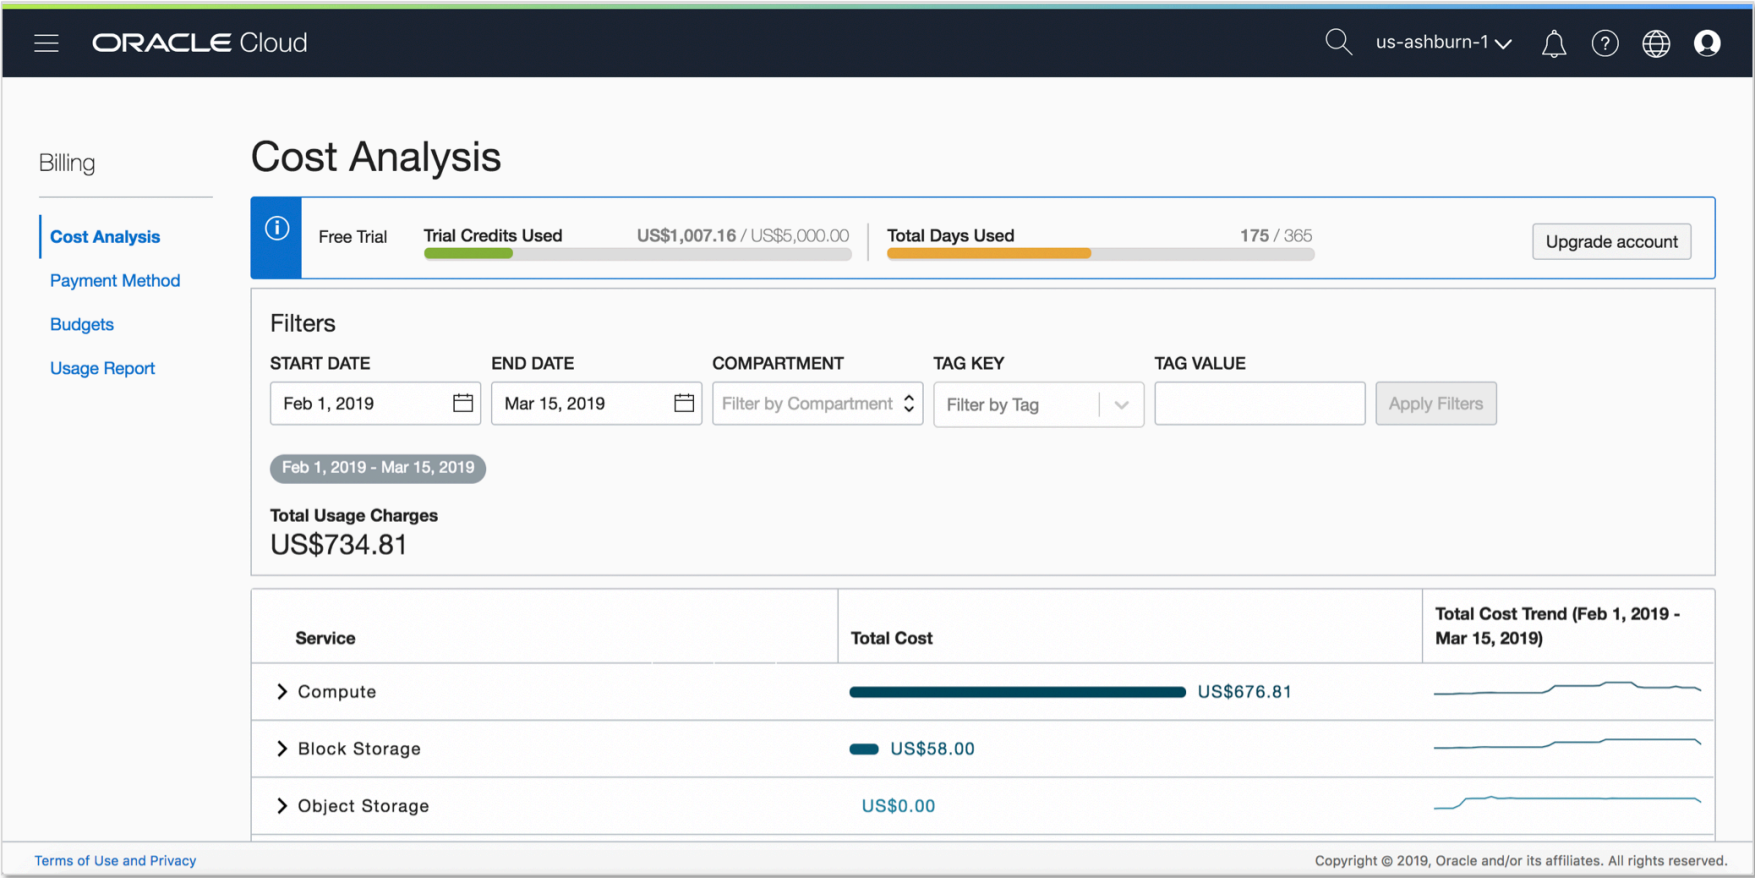 ORACLE Cloud
us-ashburn-1
Billing
Cost Analysis
Payment Method
Budgets
Usage Report
Cost Analysis
Free Trial
Trial Credits Used US$1,007.16 / US$5,000.00
Total Days Used 175 / 365
Upgrade account
Filters
START DATE END DATE COMPARTMENT TAG KEY TAG VALUE
Feb 1, 2019 Mar 15, 2019 Filter by Compartment Filter by Tag Apply Filters
Feb 1, 2019 - Mar 15, 2019
Total Usage Charges
US$734.81
Service Total Cost Total Cost Trend (Feb 1, 2019 -
Mar 15, 2019)
Compute US$676.81
Block Storage US$58.00
Object Storage US$0.00
Terms of Use and Privacy Copyright © 2019, Oracle and/or its affiliates. All rights reserved.